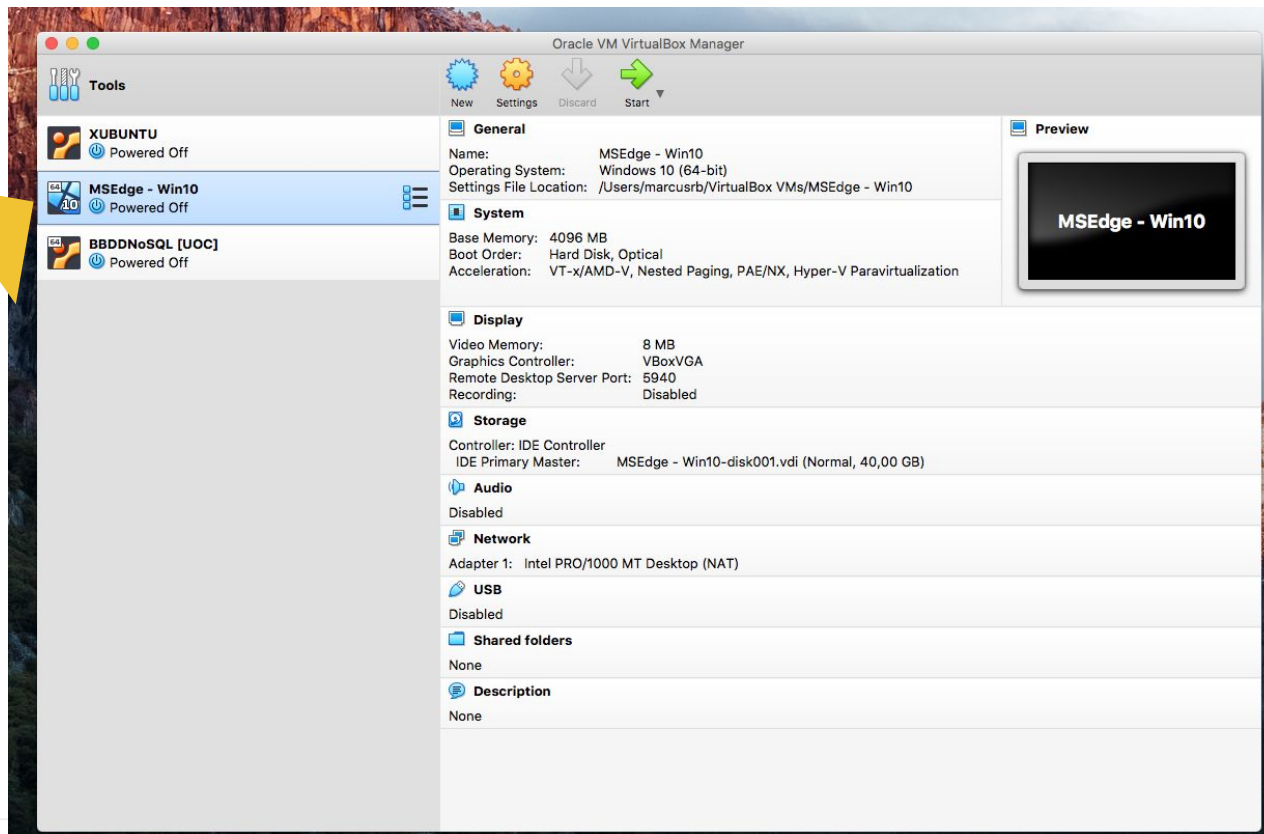 Oracle VM VirtualBox Manager
Tools
New Settings Discard Start
XUBUNTU
Powered Off
64
10
MSEdge - Win10
Powered Off
64
BBDDNoSQL [UOC]
Powered Off
General
Name: MSEdge - Win10
Operating System: Windows 10 (64-bit)
Settings File Location: /Users/marcusrb/VirtualBox VMs/MSEdge - Win10
System
Base Memory: 4096 MB
Boot Order: Hard Disk, Optical
Acceleration: VT-x/AMD-V, Nested Paging, PAE/NX, Hyper-V Paravirtualization
Preview
MSEdge - Win10
Display
Video Memory: 8 MB
Graphics Controller: VBoxVGA
Remote Desktop Server Port: 5940
Recording: Disabled
Storage
Controller: IDE Controller
IDE Primary Master: MSEdge - Win10-disk001.vdi (Normal, 40,00 GB)
Audio
Disabled
Network
Adapter 1: Intel PRO/1000 MT Desktop (NAT)
USB
Disabled
Shared folders
None
Description
None